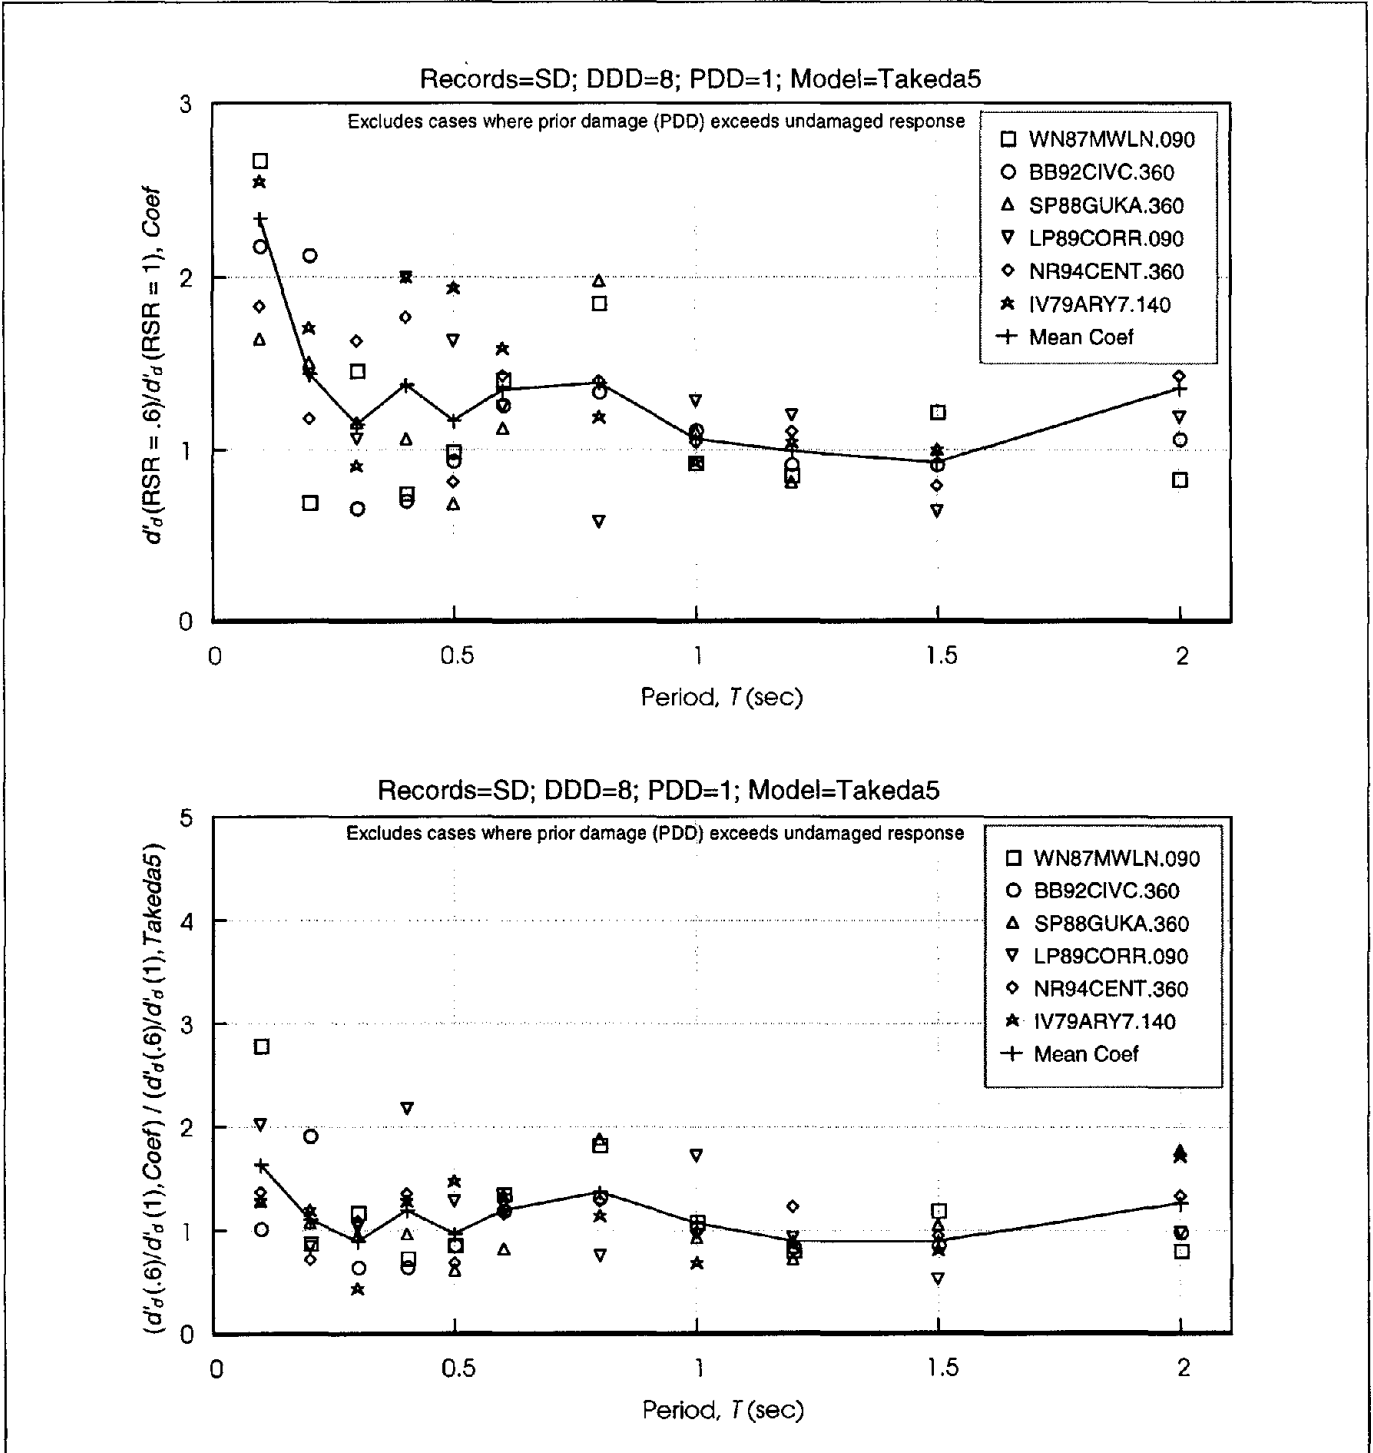 Records=SD; DDD=8; PDD=1; Model=Takeda5
Excludes cases where prior damage (PDD) exceeds undamaged response
3
2
1
0
d'd(RSR = .6)/d'd(RSR = 1), Coef
WN87MWLN.090
BB92CIVC.360
SP88GUKA.360
LP89CORR.090
NR94CENT.360
IV79ARY7.140
Mean Coef
0 0.5 1 1.5 2
Period, T (sec)
Records=SD; DDD=8; PDD=1; Model=Takeda5
Excludes cases where prior damage (PDD) exceeds undamaged response
5
4
3
2
1
0
(d'd(.6)/d'd(1),Coef) / (d'd(.6)/d'd(1),Takeda5)
WN87MWLN.090
BB92CIVC.360
SP88GUKA.360
LP89CORR.090
NR94CENT.360
IV79ARY7.140
Mean Coef
0 0.5 1 1.5 2
Period, T (sec)